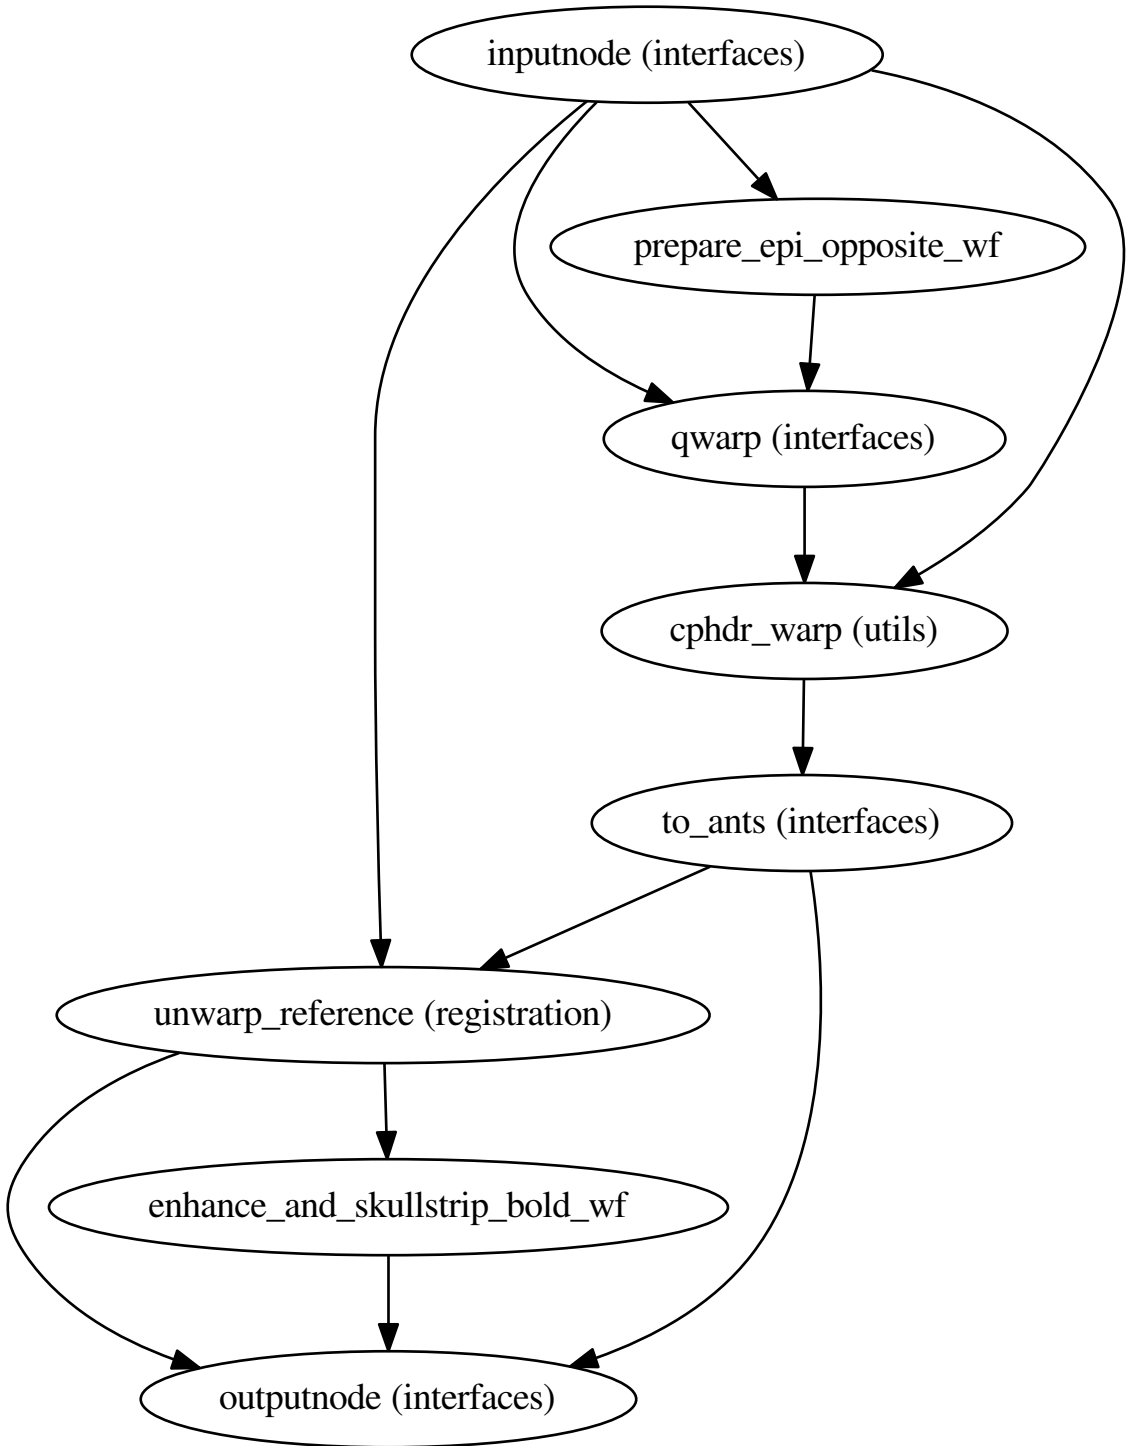 inputnode (interfaces)
prepare_epi_opposite_wf
qwarp (interfaces)
cphdr_warp (utils)
to_ants (interfaces)
unwarp_reference (registration)
enhance_and_skullstrip_bold_wf
outputnode (interfaces)